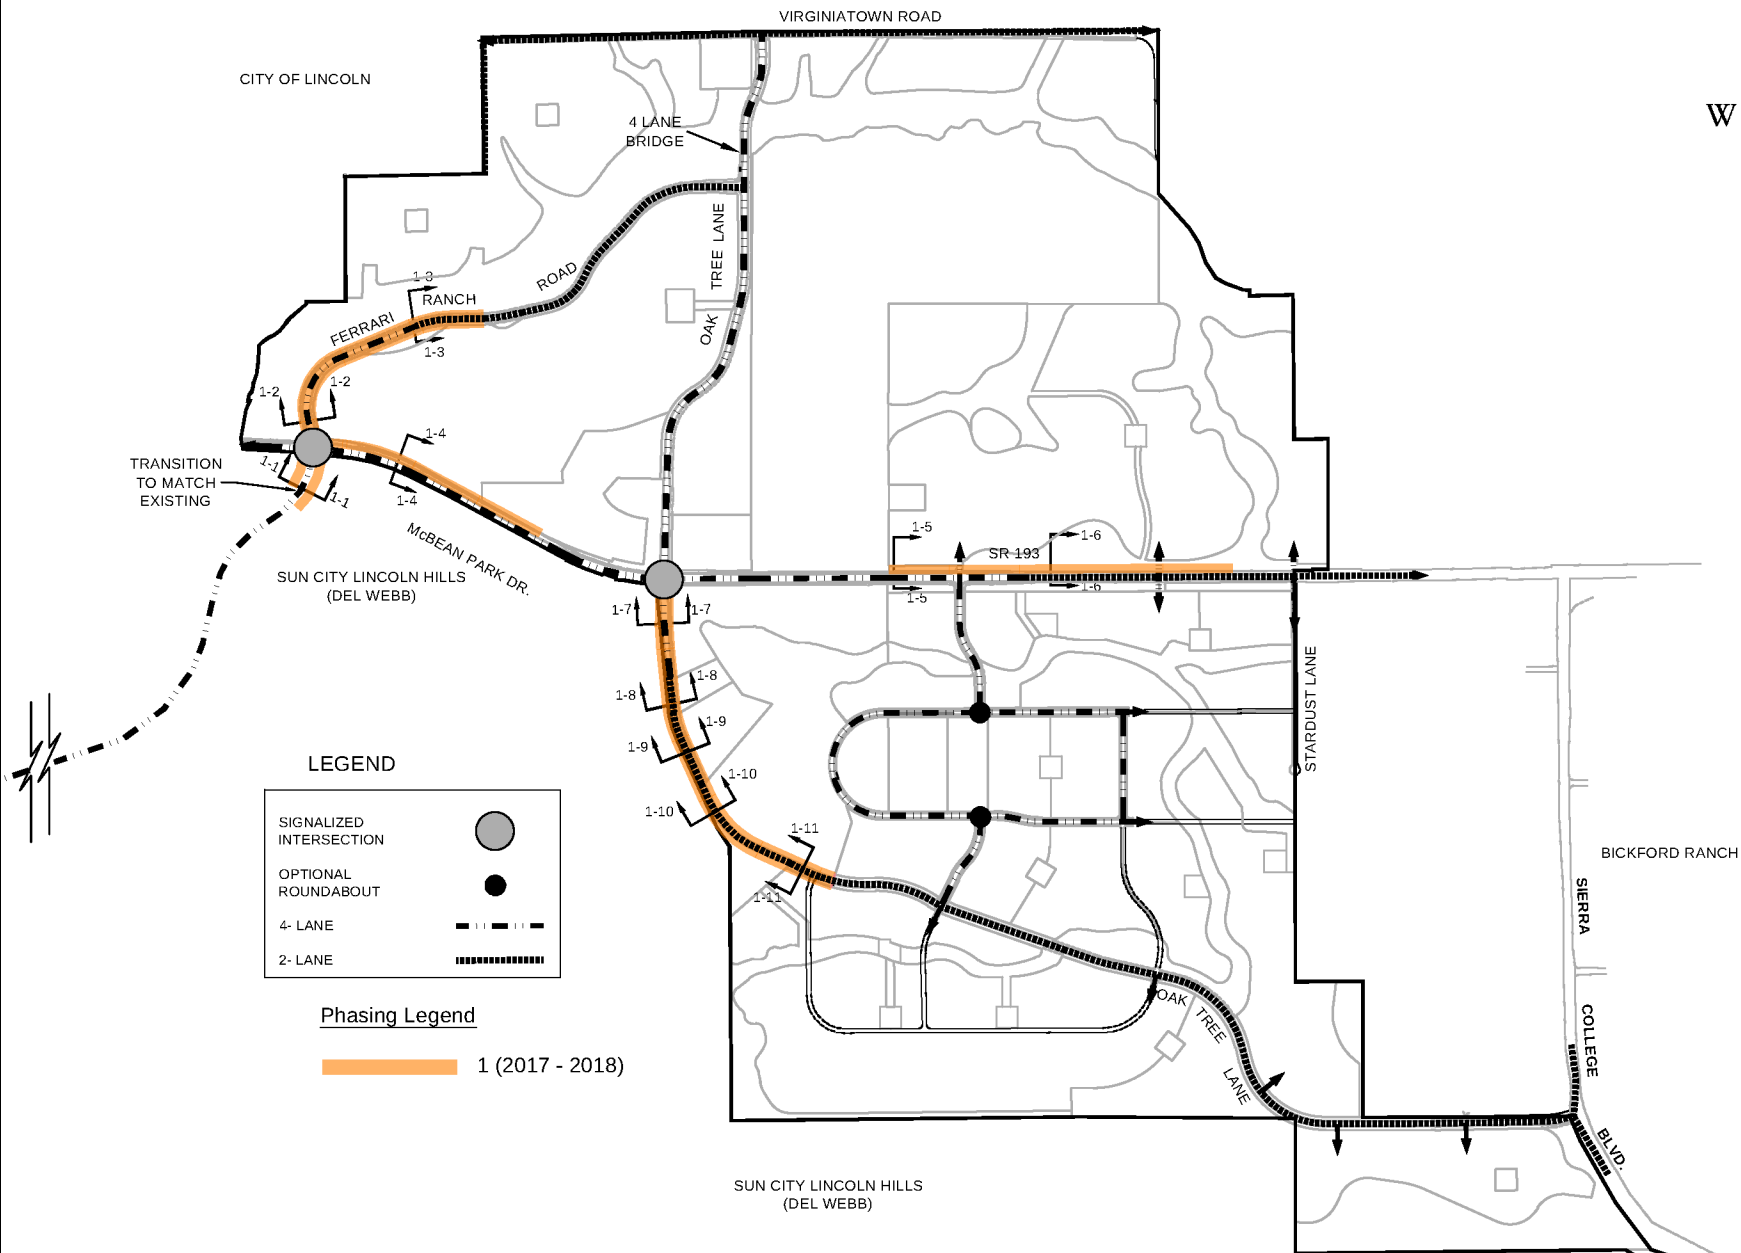 VIRGINIATOWN ROAD
CITY OF LINCOLN
W
4 LANE
BRIDGE
TREE LANE
OAK
ROAD
1-3
RANCH
FERRARI
1-3
1-2
1-2
1-4
1-1
1-4
1-1
TRANSITION
TO MATCH
EXISTING
McBEAN PARK DR.
SUN CITY LINCOLN HILLS
(DEL WEBB)
1-5
1-6
SR 193
1-5
1-6
1-7
1-7
1-8
1-8
1-9
1-9
1-10
1-10
1-11
1-11
STARDUST LANE
BICKFORD RANCH
SIERRA
COLLEGE
BLVD.
OAK
TREE
LANE
LEGEND
SIGNALIZED
INTERSECTION
OPTIONAL
ROUNDABOUT
4- LANE
2- LANE
Phasing Legend
1 (2017 - 2018)
SUN CITY LINCOLN HILLS
(DEL WEBB)